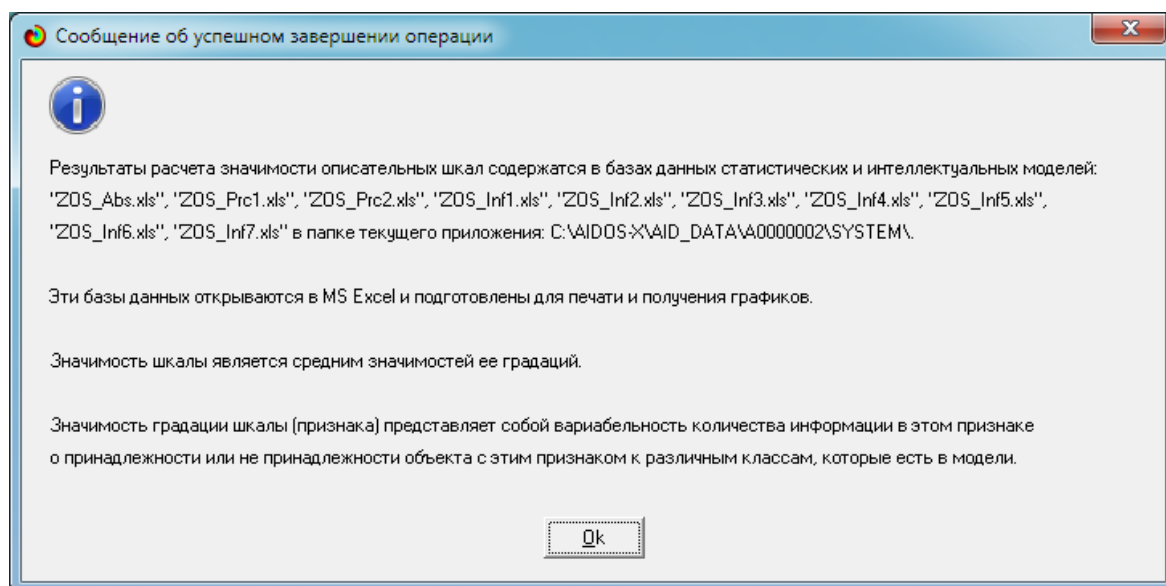 Сообщение об успешном завершении операции
Результаты расчета значимости описательных шкал содержатся в базах данных статистических и интеллектуальных моделей:
"ZOS_Abs.xls", "ZOS_Prc1.xls", "ZOS_Prc2.xls", "ZOS_Inf1.xls", "ZOS_Inf2.xls", "ZOS_Inf3.xls", "ZOS_Inf4.xls", "ZOS_Inf5.xls",
"ZOS_Inf6.xls", "ZOS_Inf7.xls" в папке текущего приложения: C:\AIDOS-X\AID_DATA\A0000002\SYSTEM\.
Эти базы данных открываются в MS Excel и подготовлены для печати и получения графиков.
Значимость шкалы является средним значимостей ее градаций.
Значимость градации шкалы (признака) представляет собой вариабельность количества информации в этом признаке
о принадлежности или не принадлежности объекта с этим признаком к различным классам, которые есть в модели.
Ok